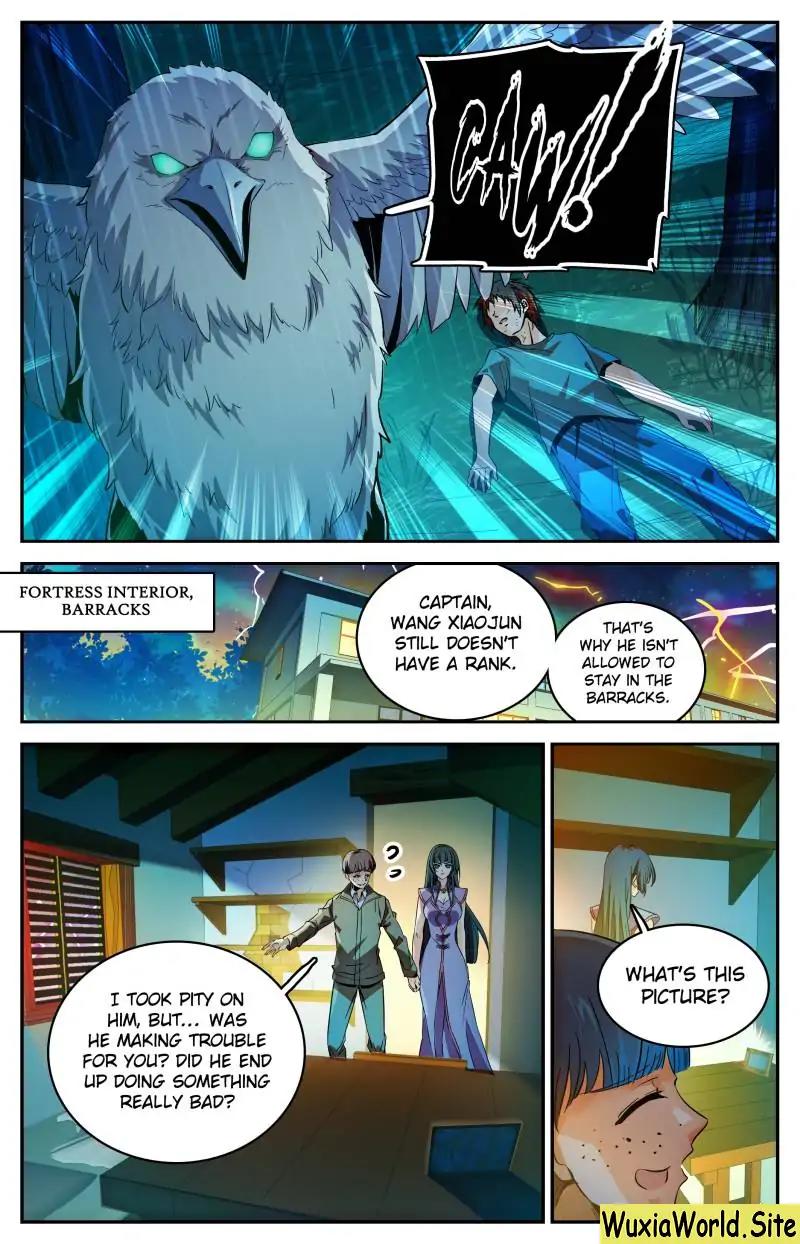 CAW!
FORTRESS INTERIOR,
BARRACKS
CAPTAIN,
WANG XIAOJUN
STILL DOESN'T
HAVE A RANK.
THAT'S
WHY HE ISN'T
ALLOWED TO
STAY IN THE
BARRACKS.
I TOOK PITY ON
HIM, BUT... WAS
HE MAKING TROUBLE
FOR YOU? DID HE END
UP DOING SOMETHING
REALLY BAD?
WHAT'S THIS
PICTURE?
WuxiaWorld.Site